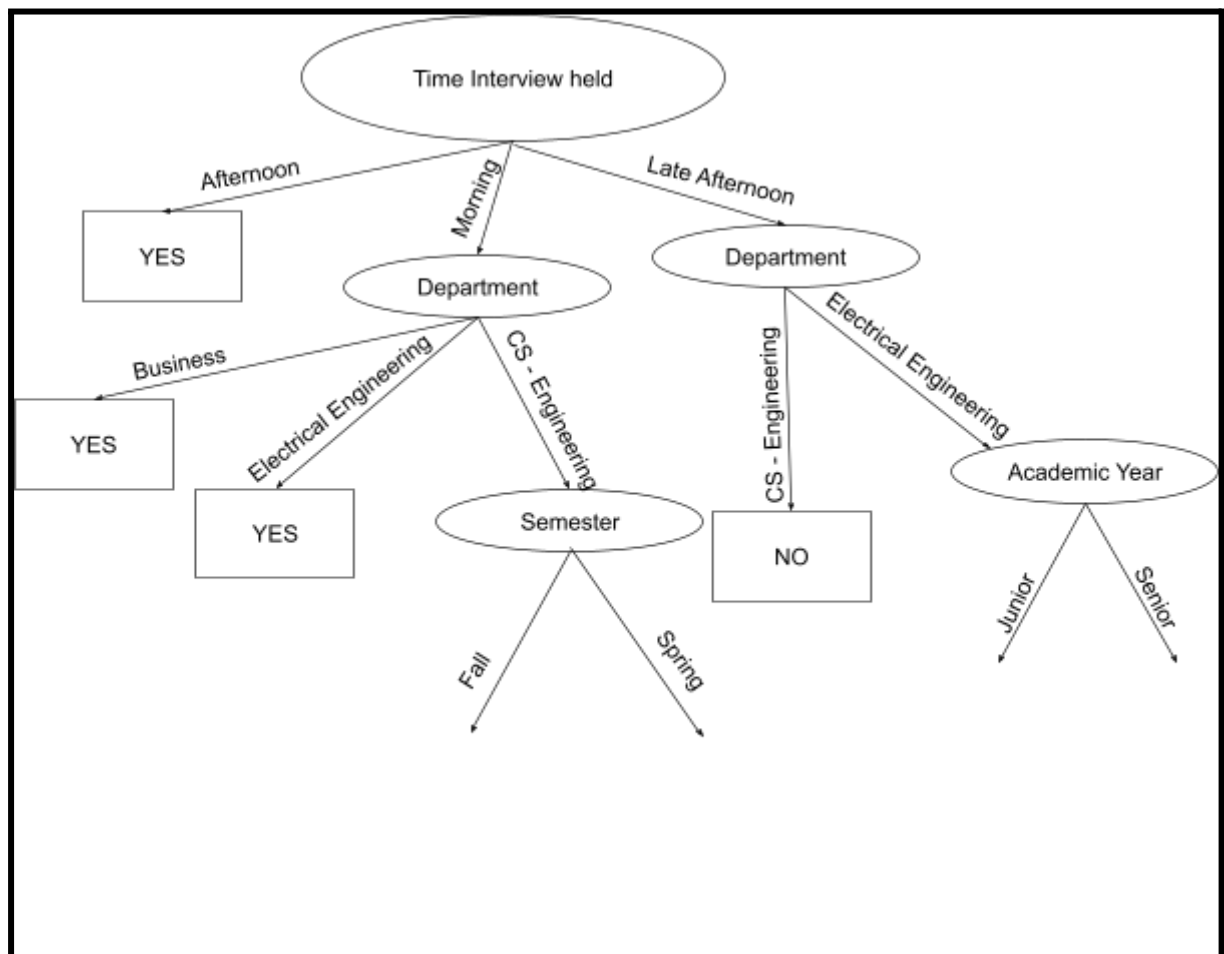 Time Interview held
Afternoon
Morning
Late Afternoon
YES
Department
Department
Business
Electrical Engineering
CS - Engineering
CS - Engineering
Electrical Engineering
YES
YES
Semester
NO
Academic Year
Fall
Spring
Junior
Senior